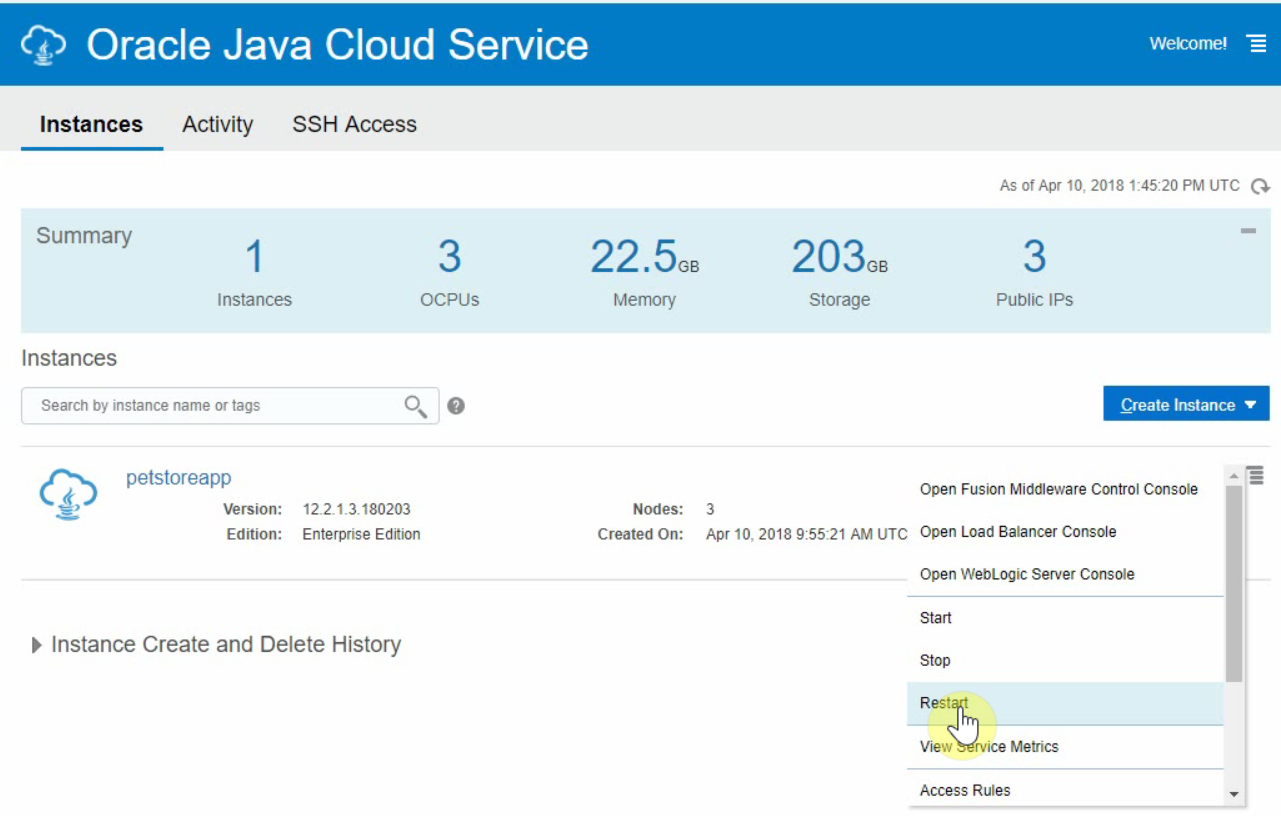 Oracle Java Cloud Service
Welcome!
Instances Activity SSH Access
As of Apr 10, 2018 1:45:20 PM UTC
Summary
1 3 22.5GB 203GB 3
Instances OCPUs Memory Storage Public IPs
Instances
Search by instance name or tags
?
Create Instance
petstoreapp
Version: 12.2.1.3.180203 Nodes: 3
Edition: Enterprise Edition Created On: Apr 10, 2018 9:55:21 AM UTC
Open Fusion Middleware Control Console
Open Load Balancer Console
Open WebLogic Server Console
Start
Stop
Restart
View Service Metrics
Access Rules
Instance Create and Delete History